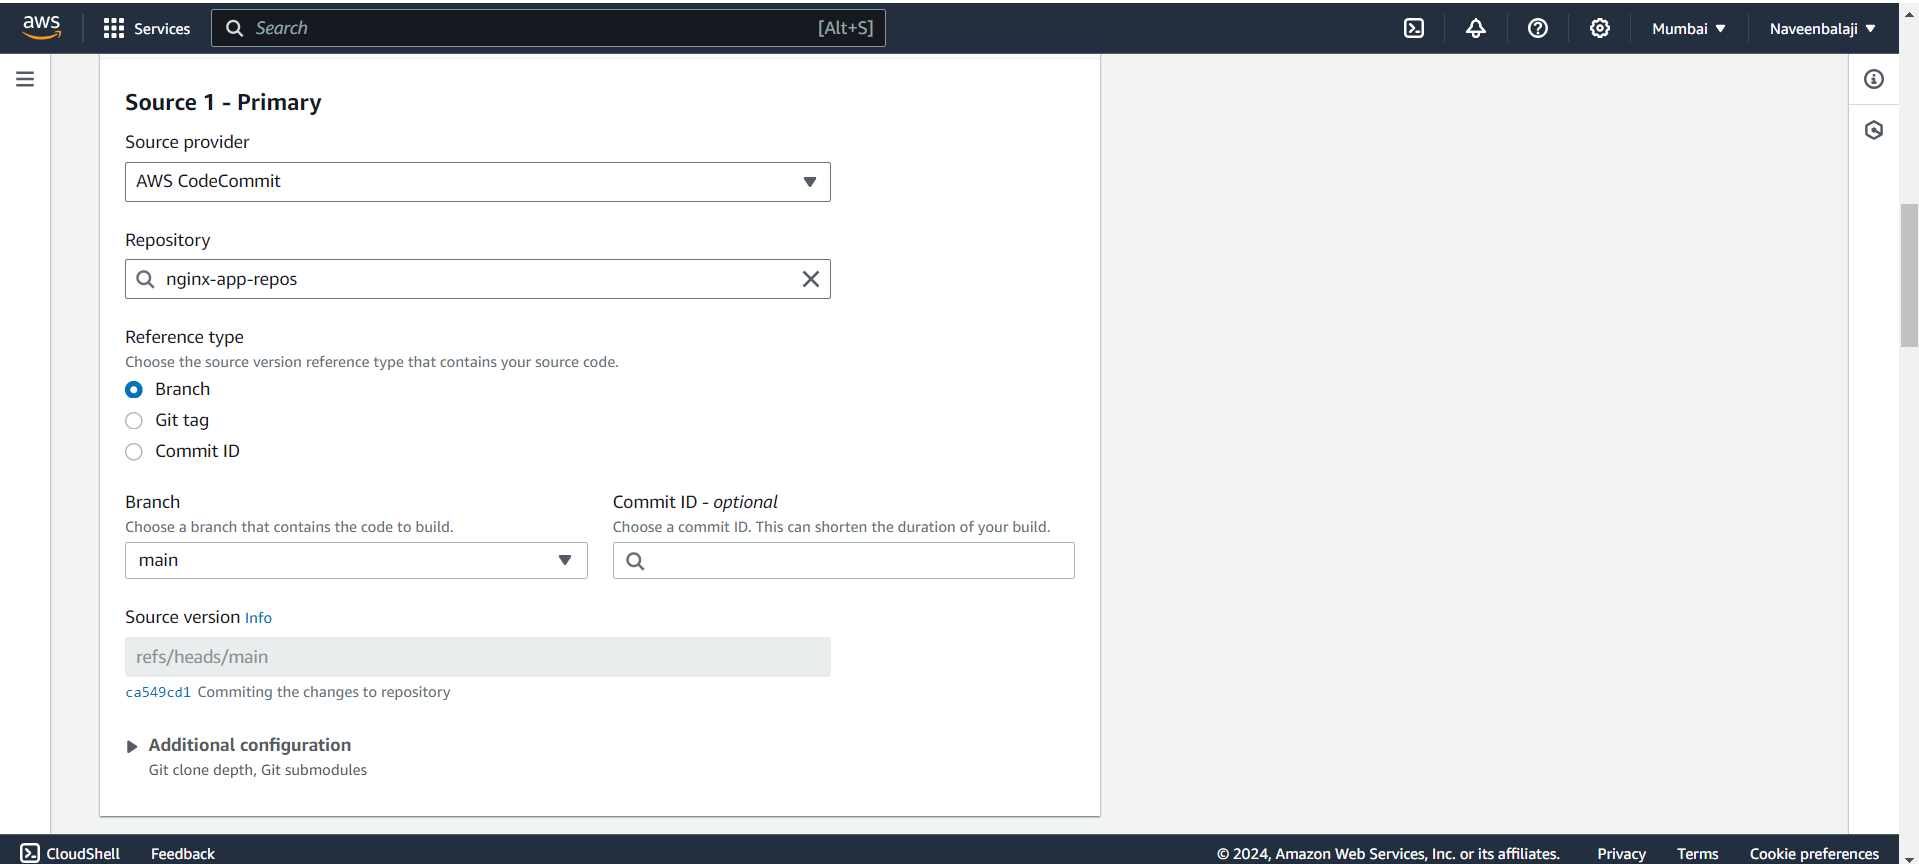 aws
Services
Search
[Alt+S]
Mumbai
Naveenbalaji
Source 1 - Primary
Source provider
AWS CodeCommit
Repository
nginx-app-repos
Reference type
Choose the source version reference type that contains your source code.
Branch
Git tag
Commit ID
Branch
Choose a branch that contains the code to build.
main
Commit ID - optional
Choose a commit ID. This can shorten the duration of your build.
Source version Info
refs/heads/main
ca549cd1 Commiting the changes to repository
Additional configuration
Git clone depth, Git submodules
CloudShell
Feedback
© 2024, Amazon Web Services, Inc. or its affiliates.
Privacy
Terms
Cookie preferences